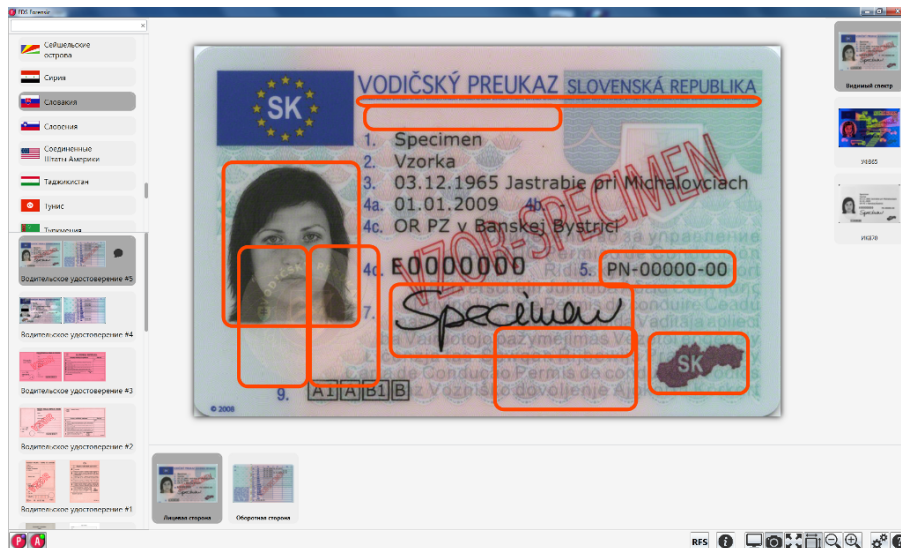 FDS Forensic
Сейшельские
острова
Сирия
Словакия
Словения
Соединенные
Штаты Америки
Таджикистан
Тунис
Туркмения
Водительское удостоверение #5
Водительское удостоверение #4
Водительское удостоверение #3
Водительское удостоверение #2
Водительское удостоверение #1
SK
VODIČSKÝ PREUKAZ SLOVENSKÁ REPUBLIKA
1. Specimen
2. Vzorka
3. 03.12.1965 Jastrabie pri Michalovciach
4a. 01.01.2009 4b. -
4c. OR PZ v Banskej Bystrici
4d. E0000000 5. PN-00000-00
7. Specimen
VZOR-SPECIMEN
SK
9. A1 A B1 B
© 2008
Лицевая сторона
Оборотная сторона
Видимый спектр
УФ365
ИК870
RFS